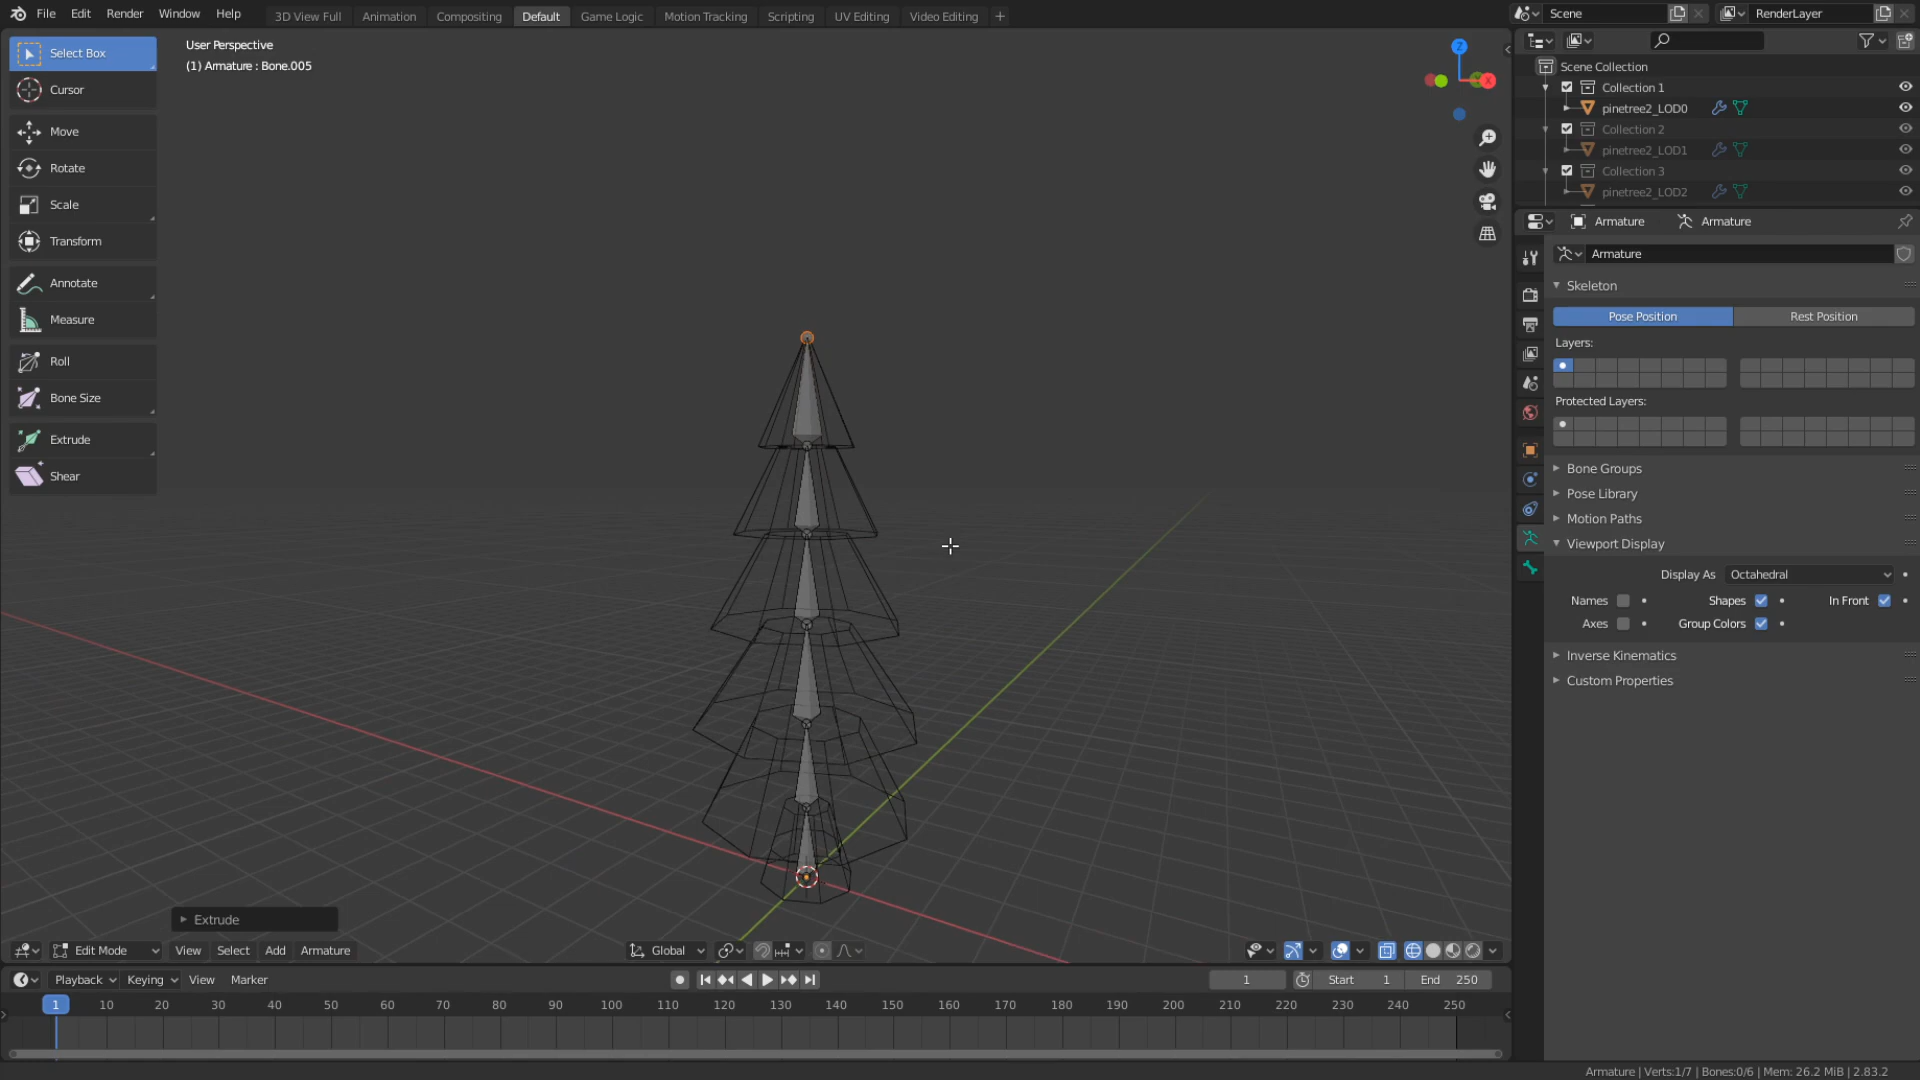 File Edit Render Window Help 3D View Full Animation Compositing Default Game Logic Motion Tracking Scripting UV Editing Video Editing + Scene RenderLayer
Select Box
Cursor
Move
Rotate
Scale
Transform
Annotate
Measure
Roll
Bone Size
Extrude
Shear
User Perspective
(1) Armature : Bone.005
Z
X
Extrude
Edit Mode View Select Add Armature Global
Playback Keying View Marker 1 Start 1 End 250
1 10 20 30 40 50 60 70 80 90 100 110 120 130 140 150 160 170 180 190 200 210 220 230 240 250
Scene Collection
Collection 1
pinetree2_LOD0
Collection 2
pinetree2_LOD1
Collection 3
pinetree2_LOD2
Armature Armature
Armature
Skeleton
Pose Position Rest Position
Layers:
Protected Layers:
Bone Groups
Pose Library
Motion Paths
Viewport Display
Display As Octahedral
Names Shapes In Front
Axes Group Colors
Inverse Kinematics
Custom Properties
Armature | Verts:1/7 | Bones:0/6 | Mem: 26.2 MiB | 2.83.2